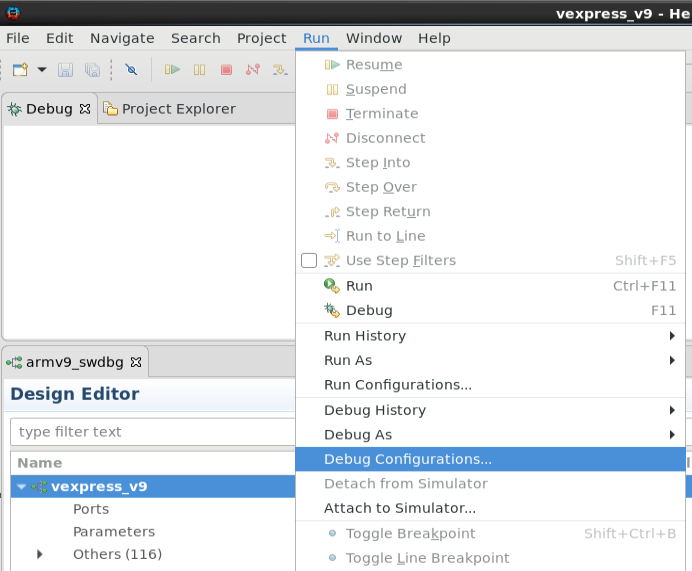 vexpress_v9 - He
File Edit Navigate Search Project Run Window Help
Debug Project Explorer
Resume
Suspend
Terminate
Disconnect
Step Into
Step Over
Step Return
Run to Line
Use Step Filters Shift+F5
Run Ctrl+F11
Debug F11
Run History
Run As
Run Configurations...
Debug History
Debug As
Debug Configurations...
Detach from Simulator
Attach to Simulator...
Toggle Breakpoint Shift+Ctrl+B
Toggle Line Breakpoint
armv9_swdbg
Design Editor
type filter text
Name
vexpress_v9
Ports
Parameters
Others (116)